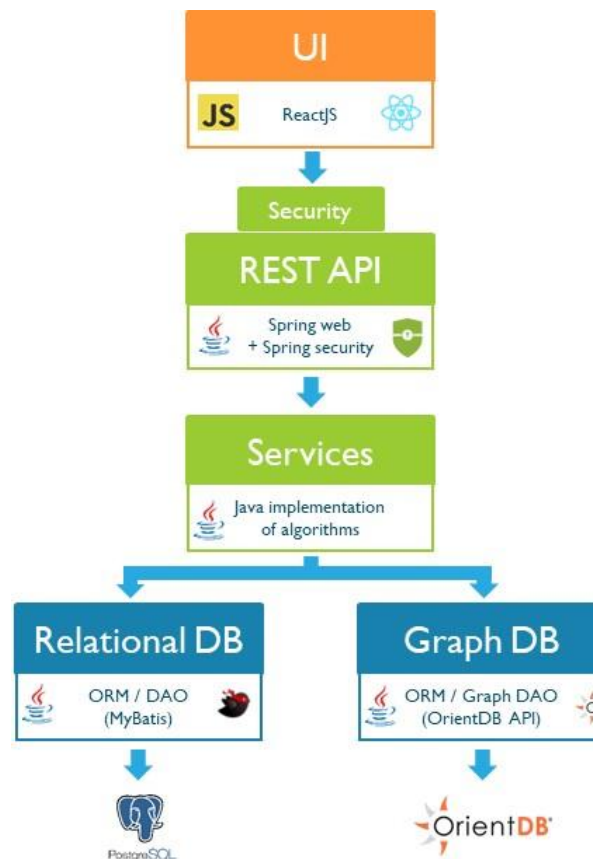 UI
JS
ReactJS
Security
REST API
Spring web
+ Spring security
Services
Java implementation
of algorithms
Relational DB
ORM / DAO
(MyBatis)
Graph DB
ORM / Graph DAO
(OrientDB API)
PostgreSQL
OrientDB